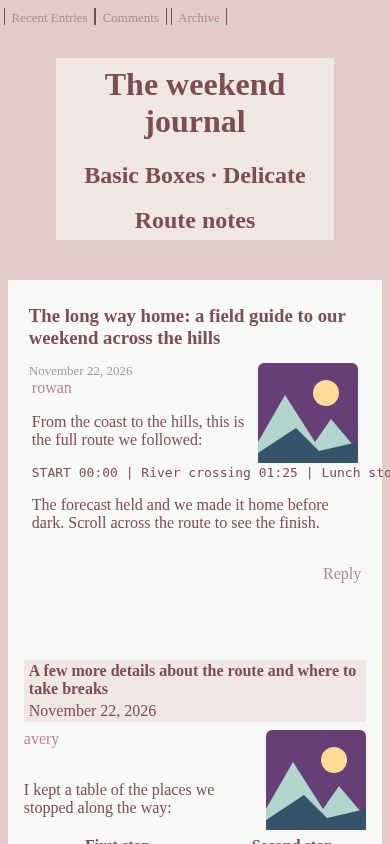 Recent Entries
Comments
Archive
The weekend
journal
Basic Boxes · Delicate
Route notes
The long way home: a field guide to our
weekend across the hills
November 22, 2026
rowan
From the coast to the hills, this is
the full route we followed:
START 00:00 | River crossing 01:25 | Lunch
The forecast held and we made it home before
dark. Scroll across the route to see the finish.
Reply
A few more details about the route and where to
take breaks
November 22, 2026
avery
I kept a table of the places we
stopped along the way:
First stop
Second stop